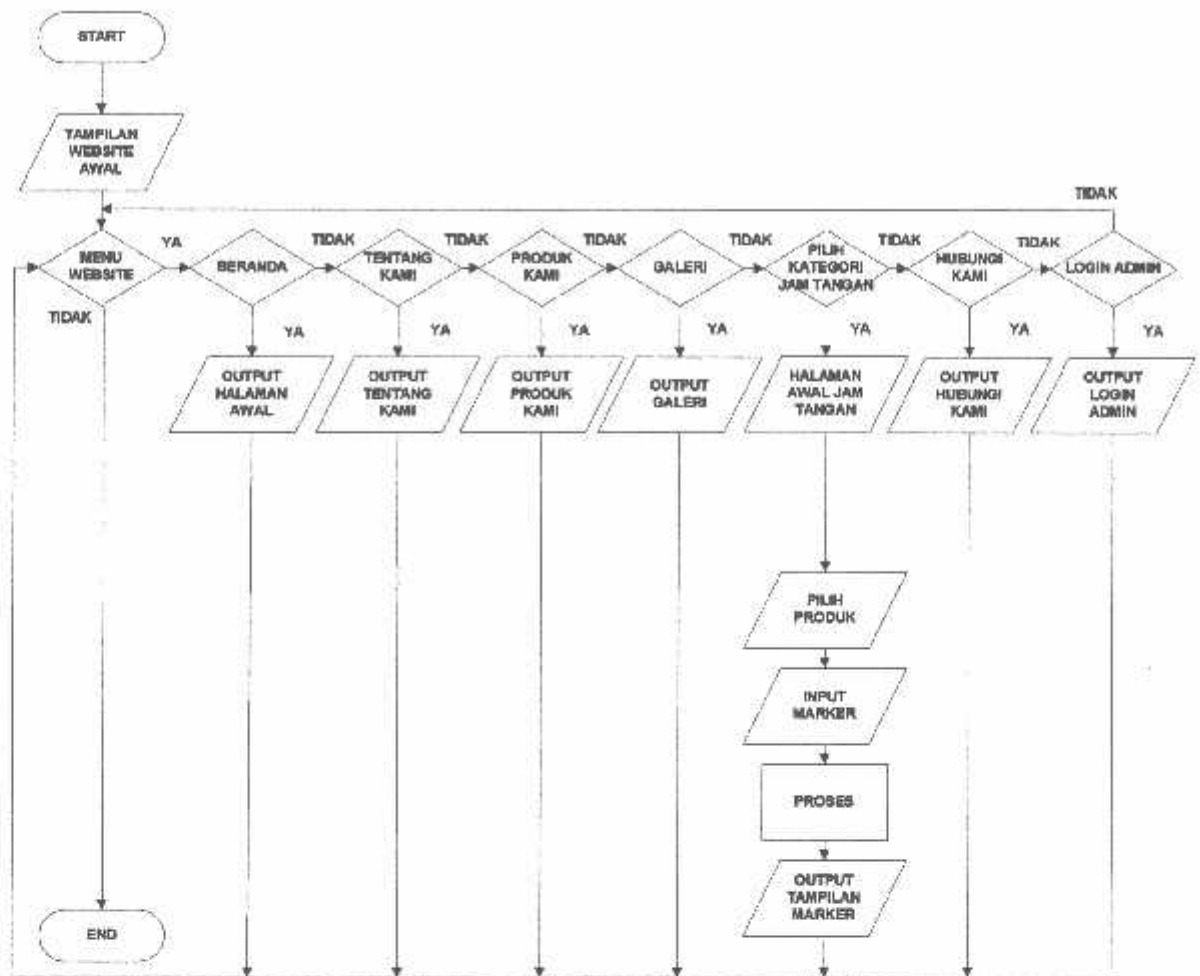 START
TAMPILAN
WEBSITE
AWAL
TIDAK
MENU
WEBSITE
YA
BERANDA
TIDAK
TENTANG
KAMI
TIDAK
PRODUK
KAMI
TIDAK
GALERI
TIDAK
PILIH
KATEGORI
JAM TANGAN
TIDAK
HUBUNGI
KAMI
TIDAK
LOGIN ADMIN
TIDAK
YA
YA
YA
YA
YA
YA
YA
OUTPUT
HALAMAN
AWAL
OUTPUT
TENTANG
KAMI
OUTPUT
PRODUK
KAMI
OUTPUT
GALERI
HALAMAN
AWAL JAM
TANGAN
OUTPUT
HUBUNGI
KAMI
OUTPUT
LOGIN
ADMIN
PILIH
PRODUK
INPUT
MARKER
PROSES
OUTPUT
TAMPILAN
MARKER
END